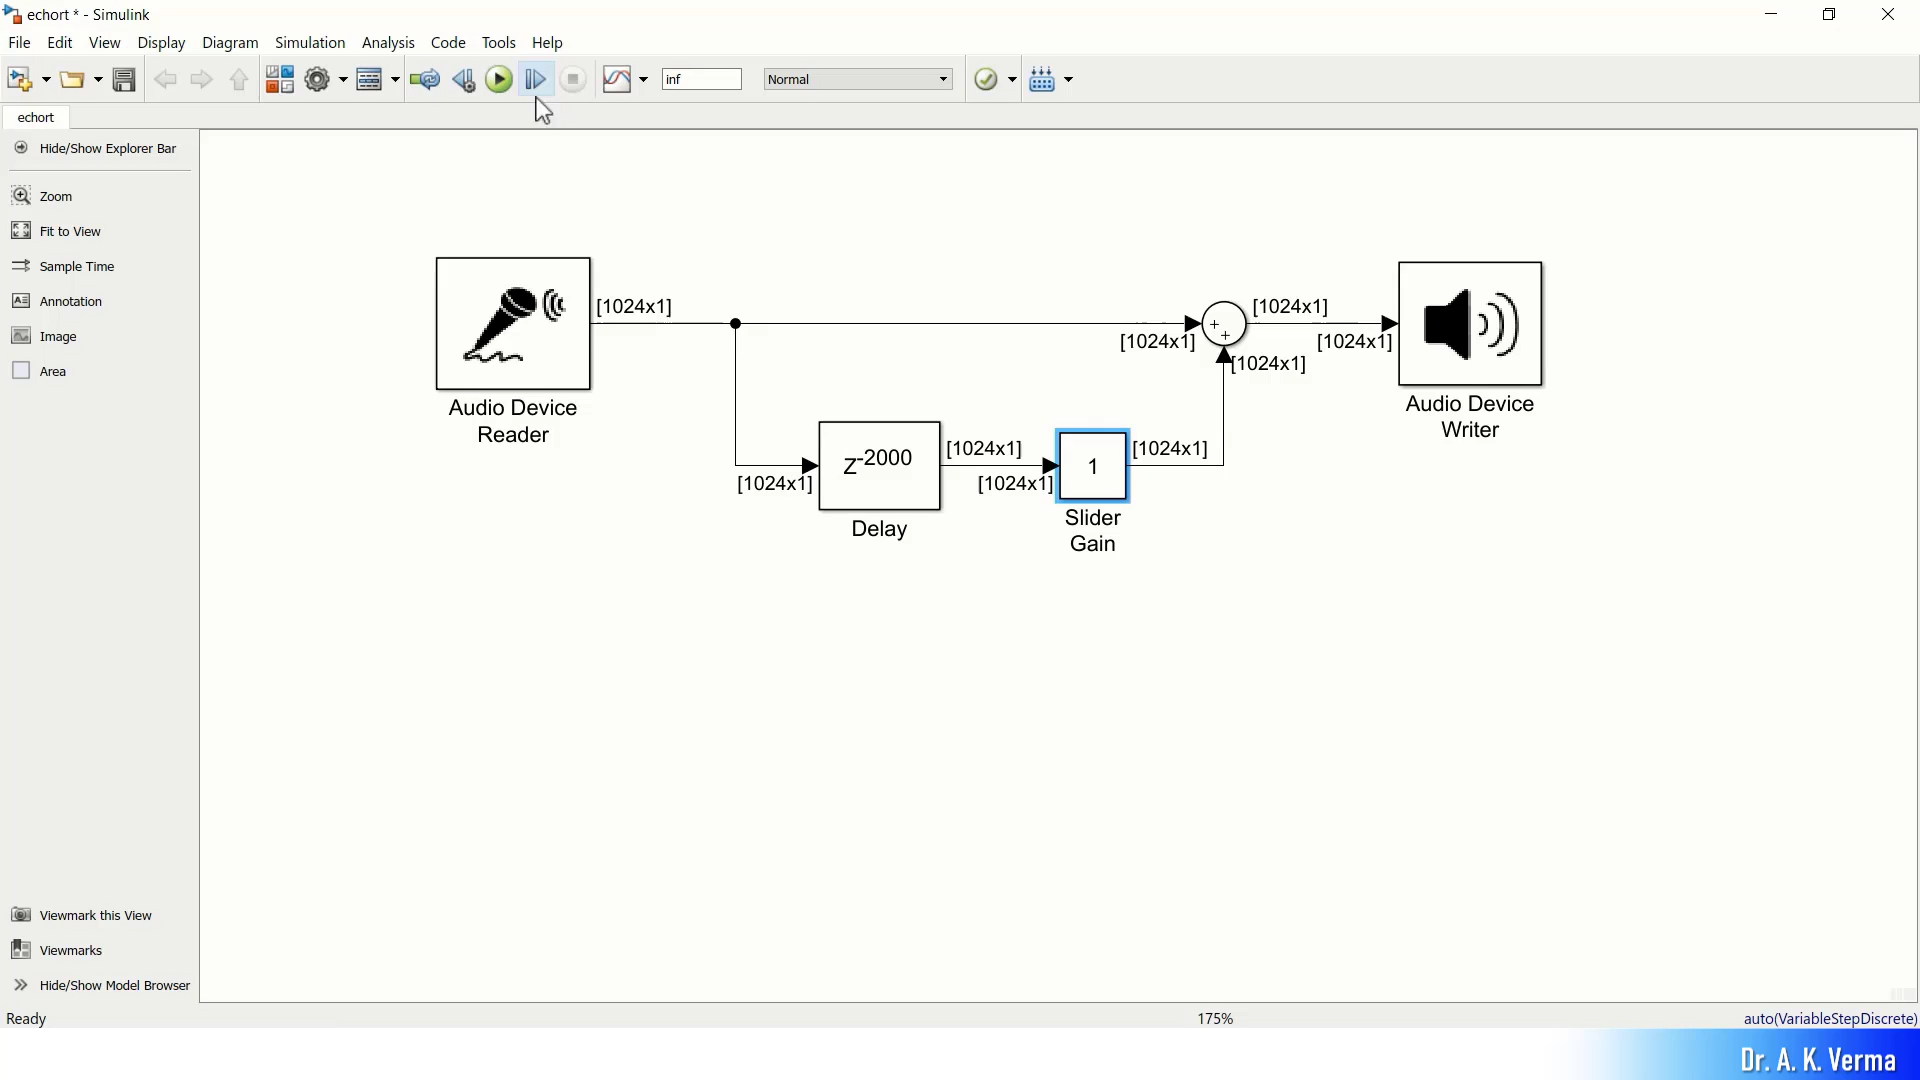 echort * - Simulink
File Edit View Display Diagram Simulation Analysis Code Tools Help
inf Normal
echort
Hide/Show Explorer Bar
Zoom
Fit to View
Sample Time
Annotation
Image
Area
[1024x1]
Audio Device
Reader
[1024x1]
[1024x1]
+
+
[1024x1]
[1024x1]
[1024x1]
Audio Device
Writer
[1024x1]
z-2000
Delay
[1024x1]
[1024x1]
1
Slider
Gain
[1024x1]
Viewmark this View
Viewmarks
Hide/Show Model Browser
Ready 175% auto(VariableStepDiscrete)
Dr. A. K. Verma